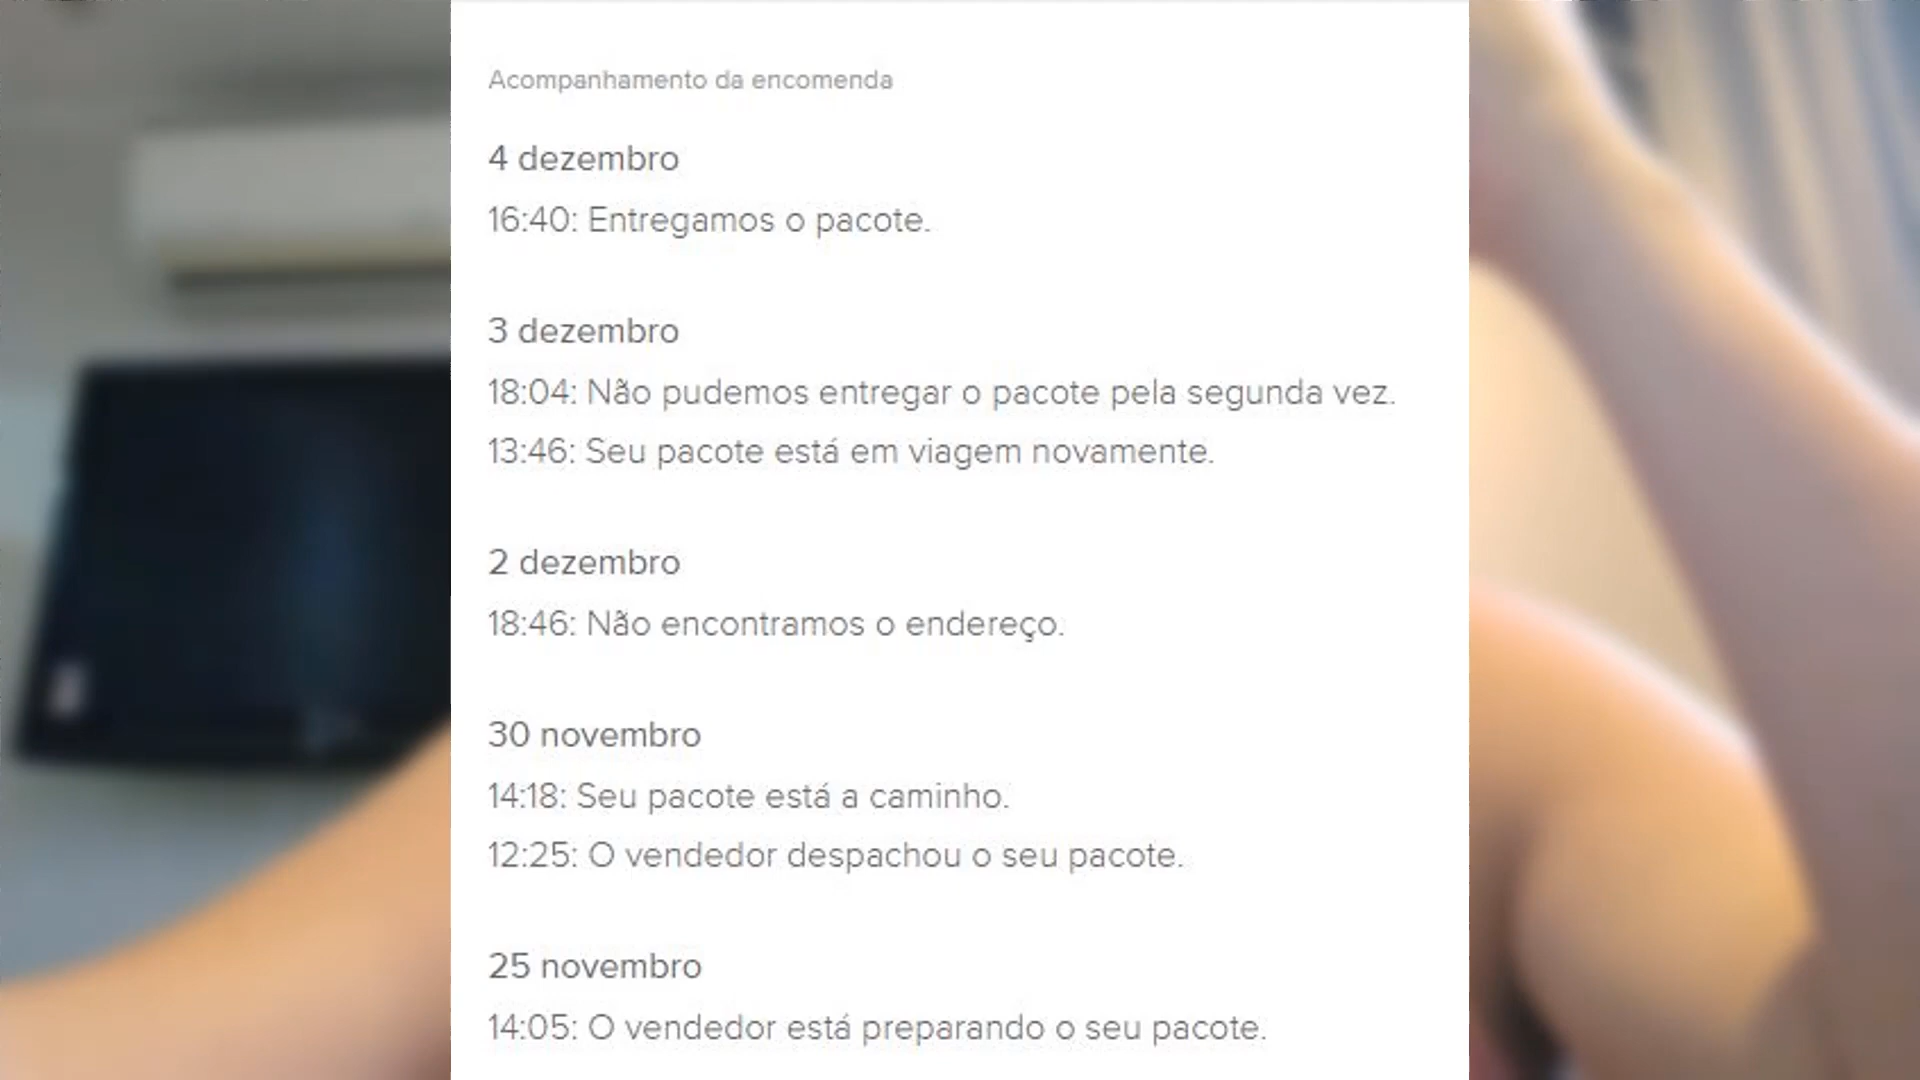 Acompanhamento da encomenda
4 dezembro
16:40: Entregamos o pacote.
3 dezembro
18:04: Não pudemos entregar o pacote pela segunda vez.
13:46: Seu pacote está em viagem novamente.
2 dezembro
18:46: Não encontramos o endereço.
30 novembro
14:18: Seu pacote está a caminho.
12:25: O vendedor despachou o seu pacote.
25 novembro
14:05: O vendedor está preparando o seu pacote.